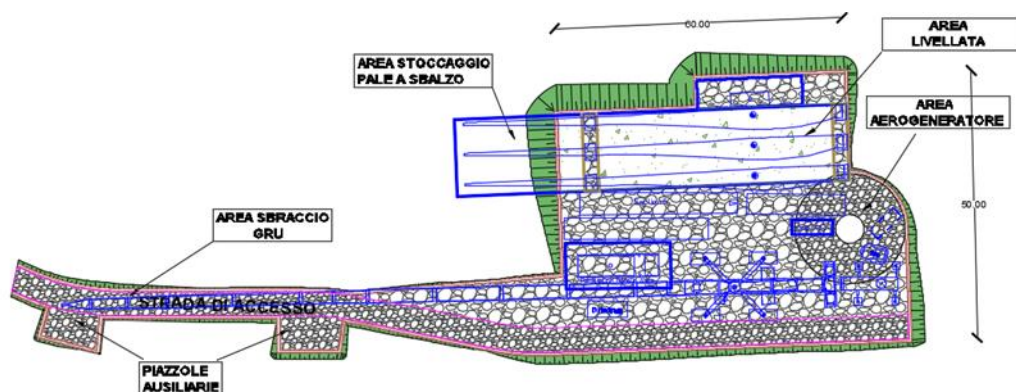 60.00
AREA
LIVELLATA
AREA STOCCAGGIO
PALE A SBALZO
AREA
AEROGENERATORE
50.00
AREA SBRACCIO
GRU
STRADA DI ACCESSO
PIAZZOLE
AUSILIARIE